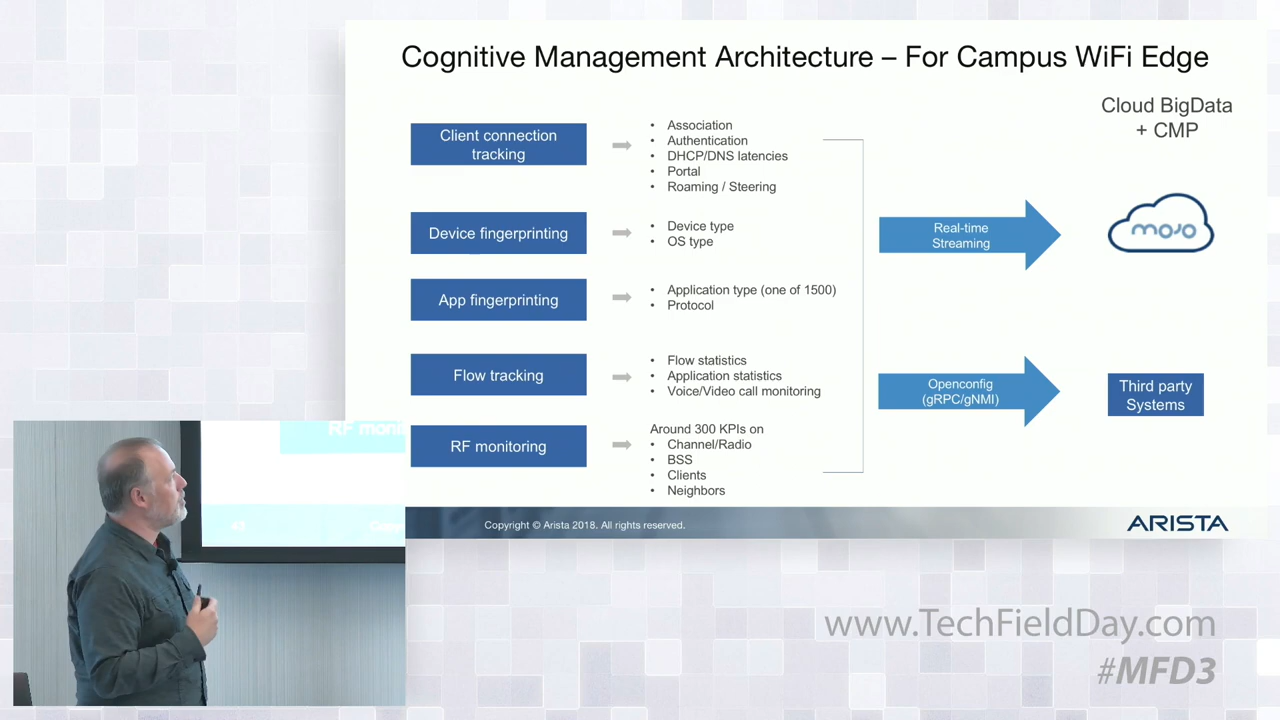 Cognitive Management Architecture – For Campus WiFi Edge
Cloud BigData
+ CMP
Client connection
tracking
• Association
• Authentication
• DHCP/DNS latencies
• Portal
• Roaming / Steering
Device fingerprinting
• Device type
• OS type
Real-time
Streaming
mojo
App fingerprinting
• Application type (one of 1500)
• Protocol
Flow tracking
• Flow statistics
• Application statistics
• Voice/Video call monitoring
Openconfig
(gRPC/gNMI)
Third party
Systems
RF monitoring
Around 300 KPIs on
• Channel/Radio
• BSS
• Clients
• Neighbors
Copyright © Arista 2018. All rights reserved.
ARISTA
RF moni
43
www.TechFieldDay.com
#MFD3